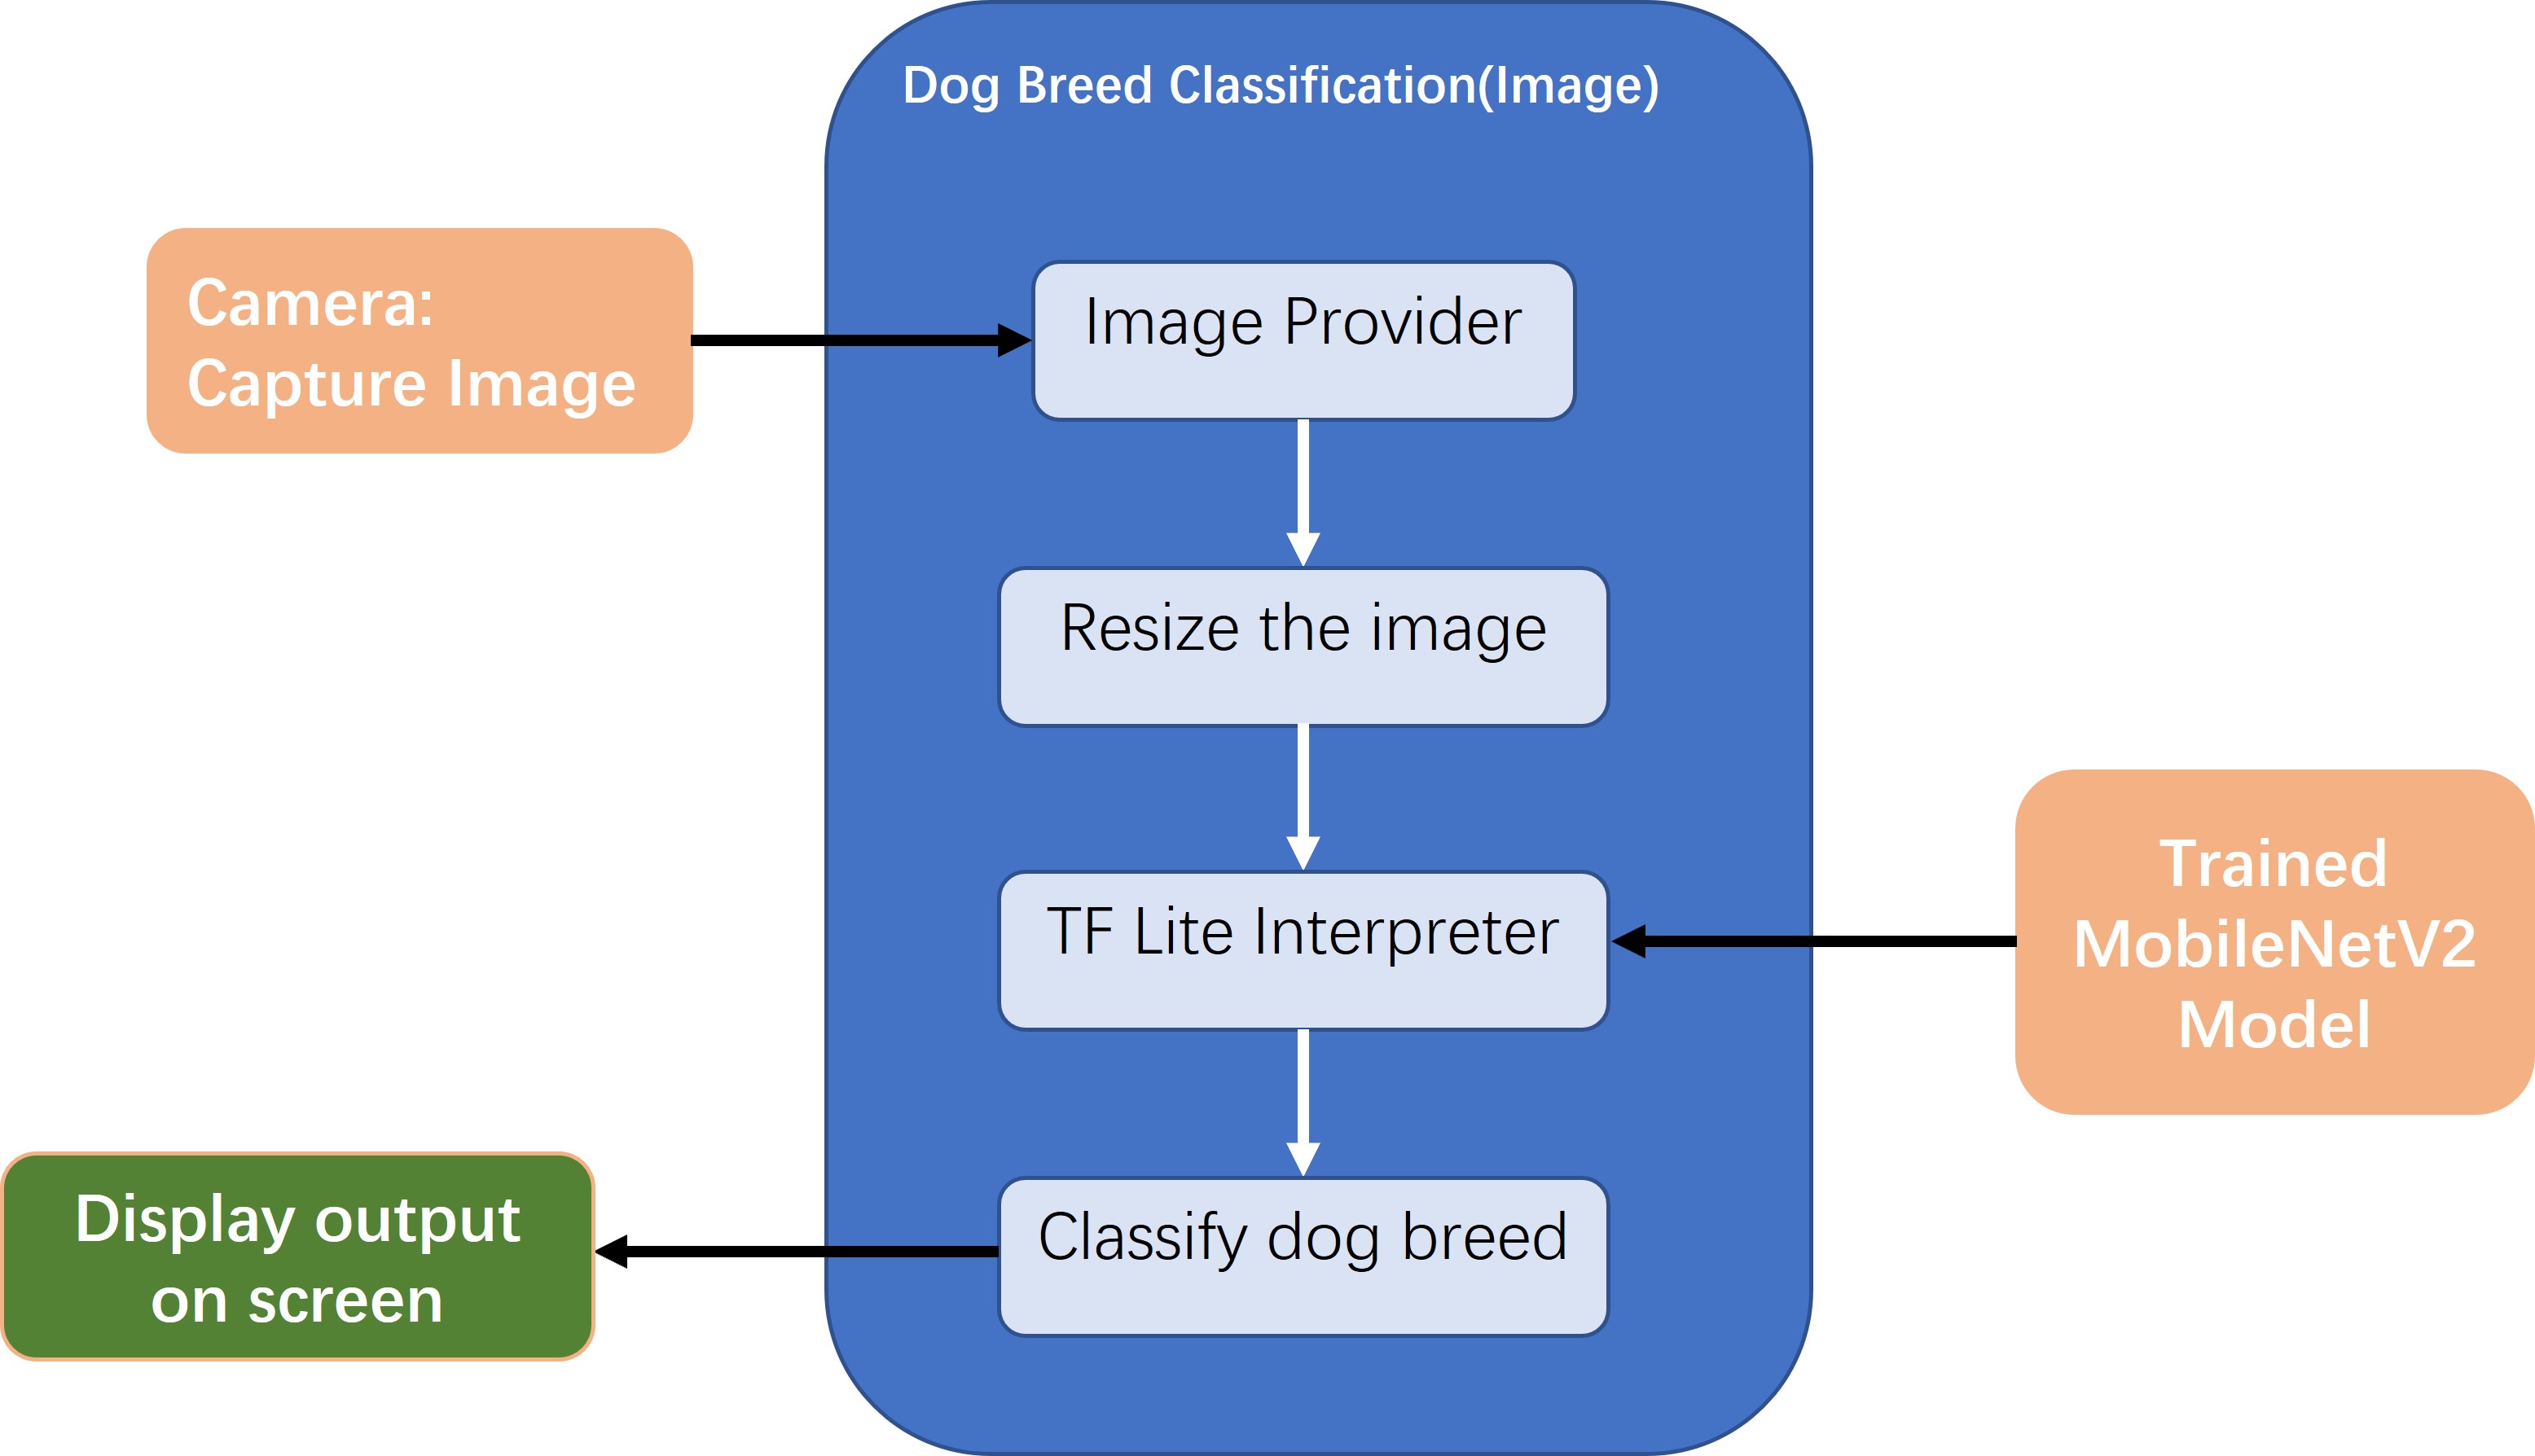 Dog Breed Classification(Image)
Camera:
Capture Image
Image Provider
Resize the image
TF Lite Interpreter
Trained
MobileNetV2
Model
Classify dog breed
Display output
on screen